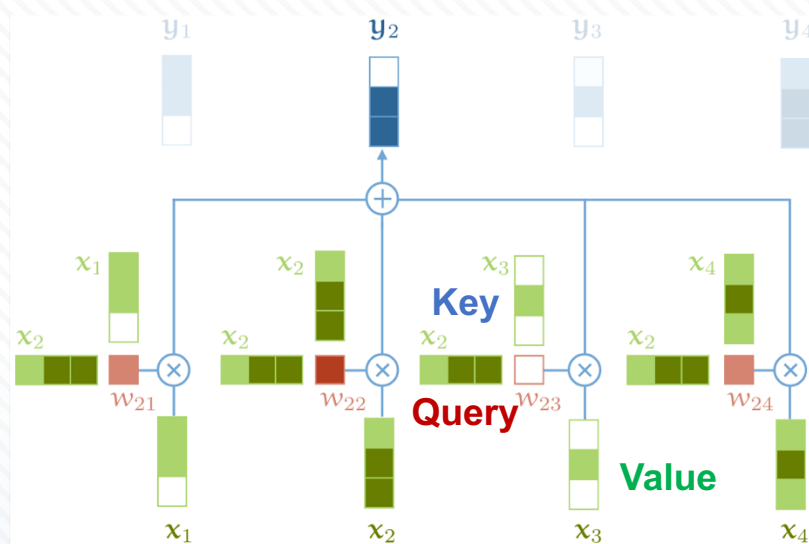 y₁ y₂ y₃ y₄
x₁ x₂ x₃ x₄
Key
x₂ x₂ x₂ x₂
w₂₁ w₂₂ w₂₃ w₂₄
Query
Value
x₁ x₂ x₃ x₄